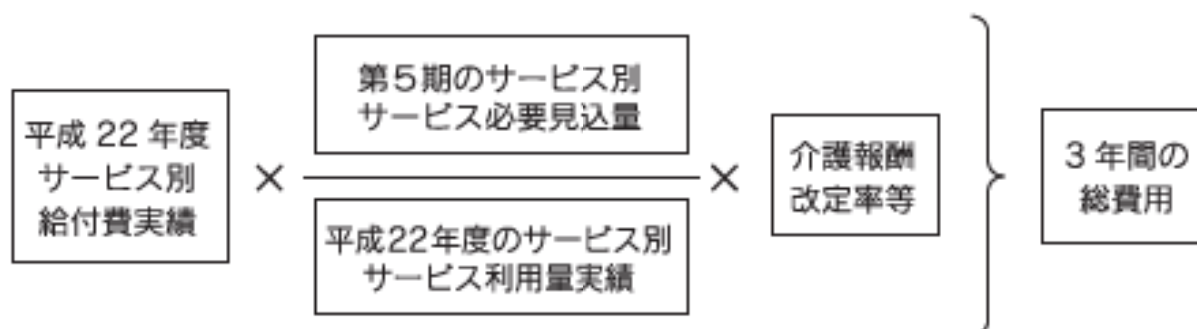 平成 22 年度
サービス別
給付費実績
×
第５期のサービス別
サービス必要見込量
平成22年度のサービス別
サービス利用量実績
×
介護報酬
改定率等
３年間の
総費用